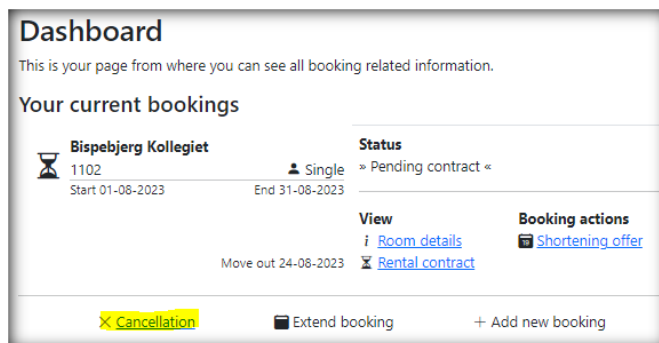 Dashboard
This is your page from where you can see all booking related information.
Your current bookings
Bispebjerg Kollegiet
1102 Single
Start 01-08-2023 End 31-08-2023
Move out 24-08-2023
Status
» Pending contract «
View
i Room details
Rental contract
Booking actions
19 Shortening offer
× Cancellation Extend booking + Add new booking